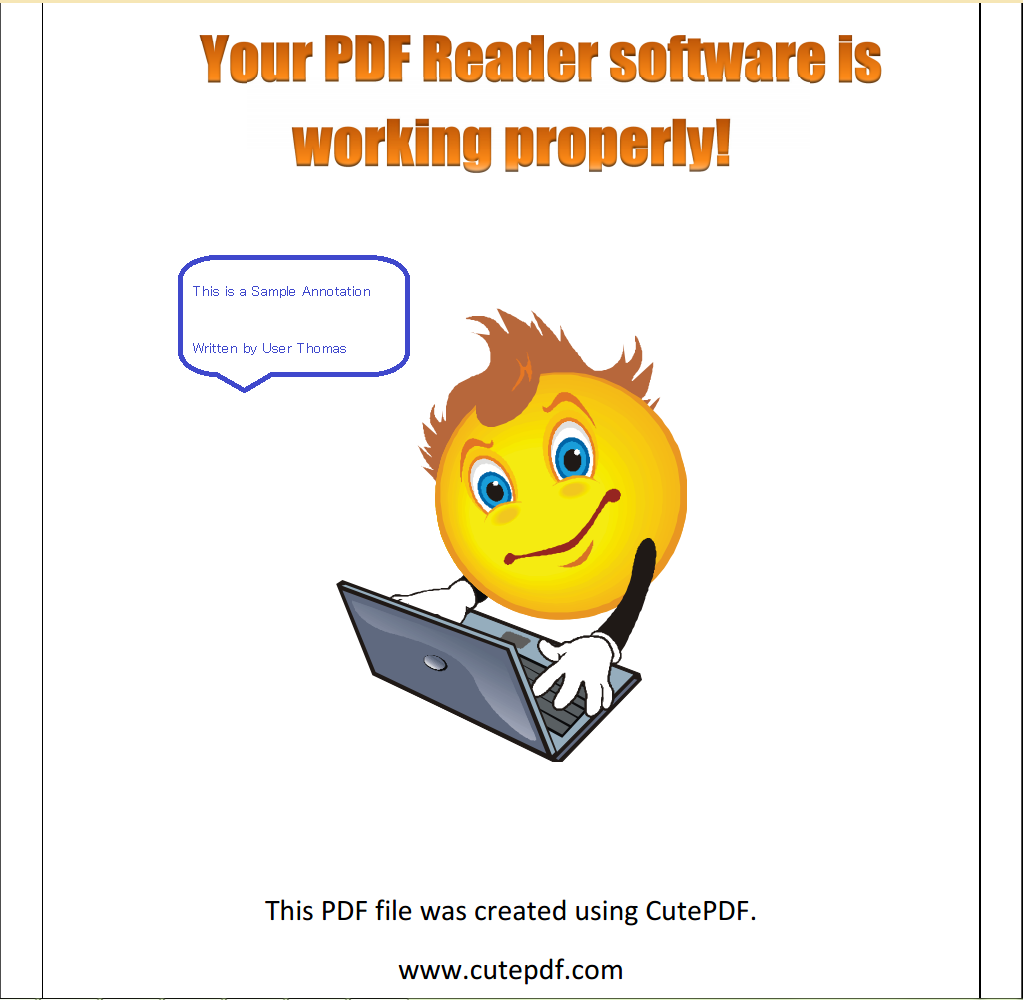 Your PDF Reader software is
working properly!
This is a Sample Annotation
Written by User Thomas
This PDF file was created using CutePDF.
www.cutepdf.com